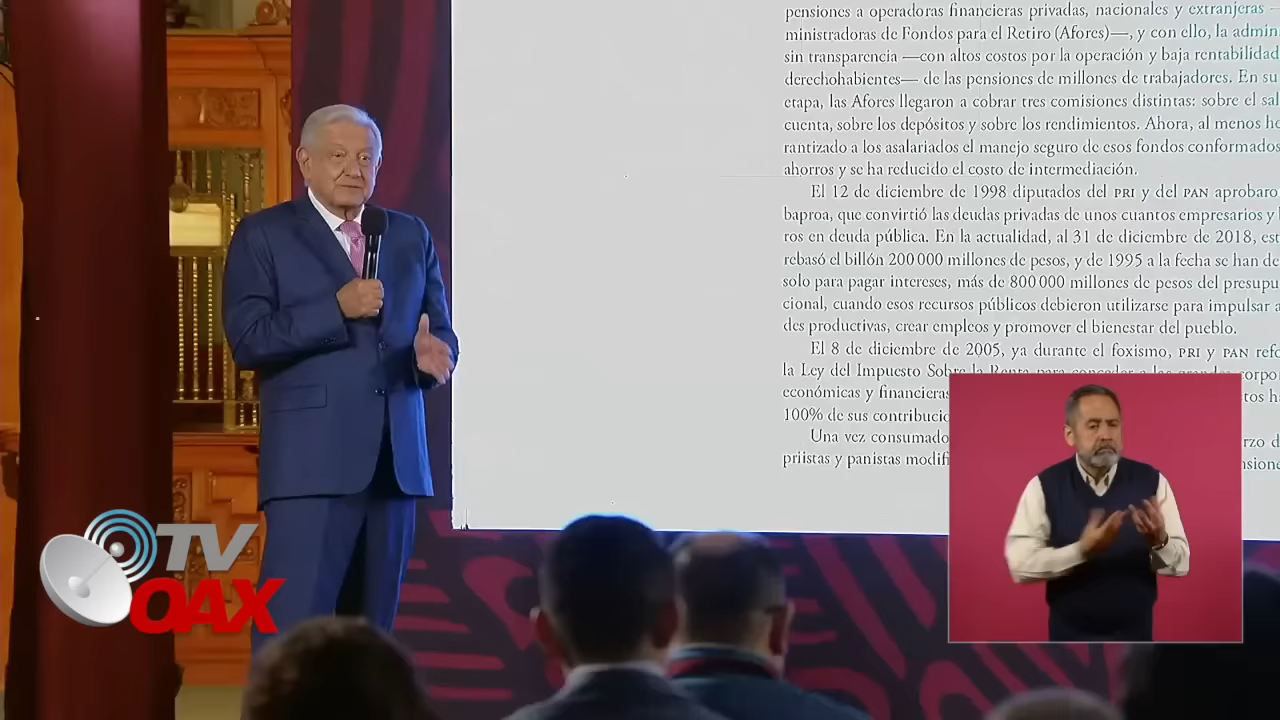 pensiones a operadoras financieras privadas, nacionales y extranjeras —
ministradoras de Fondos para el Retiro (Afores)—, y con ello, la admin
sin transparencia —con altos costos por la operación y baja rentabilidad
derechohabientes— de las pensiones de millones de trabajadores. En su
etapa, las Afores llegaron a cobrar tres comisiones distintas: sobre el sal
cuenta, sobre los depósitos y sobre los rendimientos. Ahora, al menos he
rantizado a los asalariados el manejo seguro de esos fondos conformados
ahorros y se ha reducido el costo de intermediación.
El 12 de diciembre de 1998 diputados del PRI y del PAN aprobaro
baproa, que convirtió las deudas privadas de unos cuantos empresarios y
ros en deuda pública. En la actualidad, al 31 de diciembre de 2018, est
rebasó el billón 200 000 millones de pesos, y de 1995 a la fecha se han de
solo para pagar intereses, más de 800 000 millones de pesos del presupu
cional, cuando esos recursos públicos debieron utilizarse para impulsar a
des productivas, crear empleos y promover el bienestar del pueblo.
El 8 de diciembre de 2005, ya durante el foxismo, PRI y PAN refo
la Ley del Impuesto Sobre la Renta para conceder a las grandes corpo
económicas y financieras
100% de sus contribucio
Una vez consumado
priistas y panistas modifi
TV
OAX